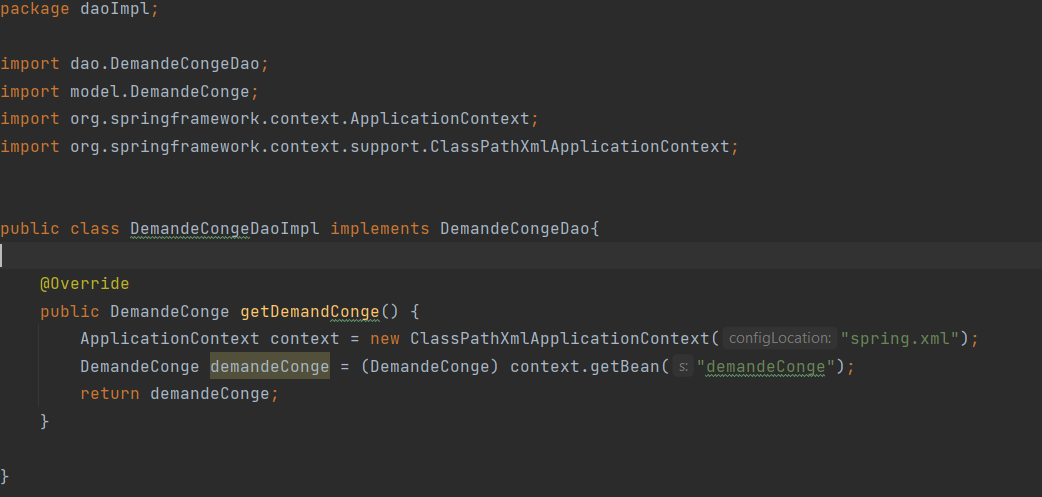 package daoImpl;
import dao.DemandeCongeDao;
import model.DemandeConge;
import org.springframework.context.ApplicationContext;
import org.springframework.context.support.ClassPathXmlApplicationContext;
public class DemandeCongeDaoImpl implements DemandeCongeDao{
@Override
public DemandeConge getDemandConge() {
ApplicationContext context = new ClassPathXmlApplicationContext( configLocation: "spring.xml");
DemandeConge demandeConge = (DemandeConge) context.getBean( s: "demandeConge");
return demandeConge;
}
}